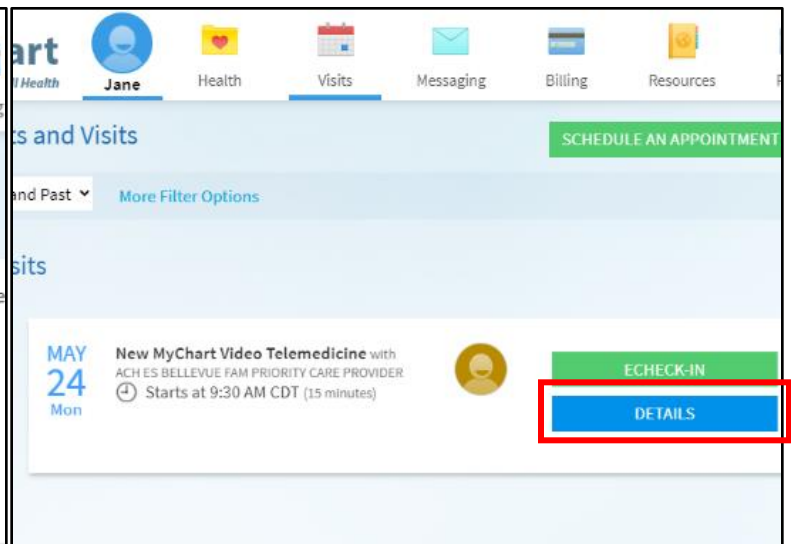 art
ll Health
Jane
Health
Visits
Messaging
Billing
Resources
g
ts and Visits
SCHEDULE AN APPOINTMENT
and Past
More Filter Options
sits
e
MAY
24
Mon
New MyChart Video Telemedicine with
ACH ES BELLEVUE FAM PRIORITY CARE PROVIDER
Starts at 9:30 AM CDT (15 minutes)
ECHECK-IN
DETAILS